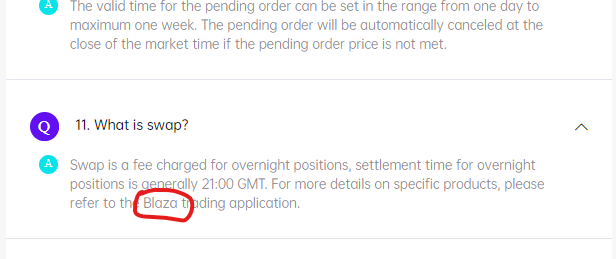 A The valid time for the pending order can be set in the range from one day to
maximum one week. The pending order will be automatically canceled at the
close of the market time if the pending order price is not met.
Q 11. What is swap?
A Swap is a fee charged for overnight positions, settlement time for overnight
positions is generally 21:00 GMT. For more details on specific products, please
refer to the Blaza trading application.